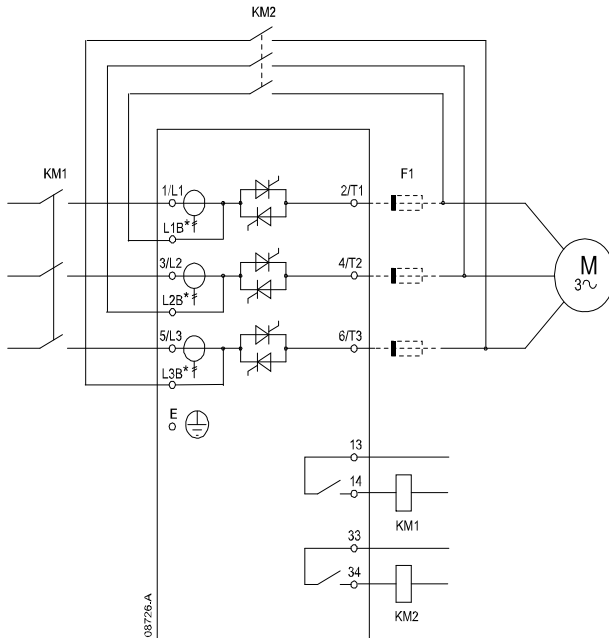 KM2
KM1
F1
1/L1
2/T1
L1B*
3/L2
4/T2
L2B*
5/L3
6/T3
L3B*
M
3~
E
13
14
KM1
33
34
KM2
08726.A